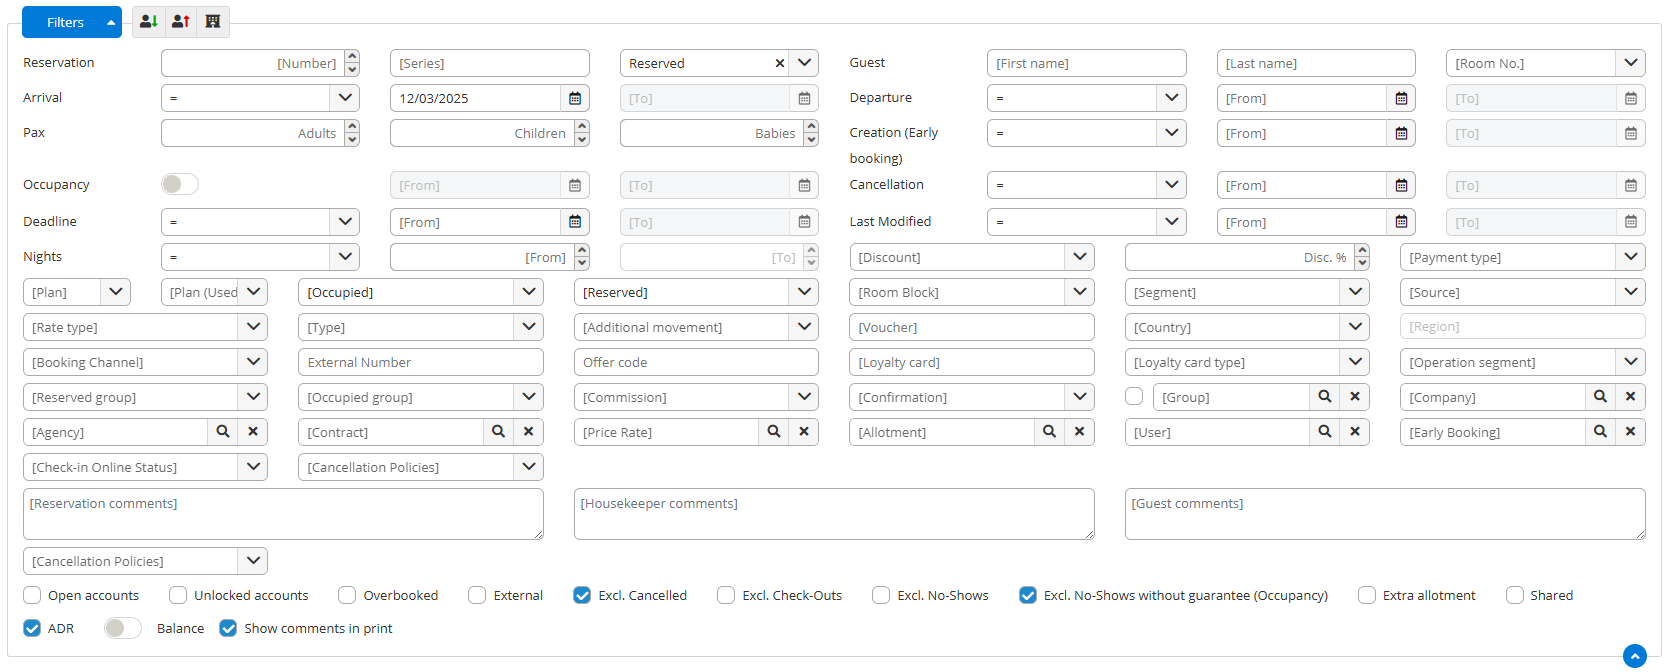 Filters
Reservation [Number] [Series] Reserved Guest [First name] [Last name] [Room No.]
Arrival = 12/03/2025 [To] Departure = [From] [To]
Pax Adults Children Babies Creation (Early booking) = [From] [To]
Occupancy [From] [To] Cancellation = [From] [To]
Deadline = [From] [To] Last Modified = [From] [To]
Nights = [From] [To] [Discount] Disc. % [Payment type]
[Plan] [Plan (Used [Occupied] [Reserved] [Room Block] [Segment] [Source]
[Rate type] [Type] [Additional movement] [Voucher] [Country] [Region]
[Booking Channel] External Number Offer code [Loyalty card] [Loyalty card type] [Operation segment]
[Reserved group] [Occupied group] [Commission] [Confirmation] [Group] [Company]
[Agency] [Contract] [Price Rate] [Allotment] [User] [Early Booking]
[Check-in Online Status] [Cancellation Policies]
[Reservation comments] [Housekeeper comments] [Guest comments]
[Cancellation Policies]
Open accounts Unlocked accounts Overbooked External Excl. Cancelled Excl. Check-Outs Excl. No-Shows Excl. No-Shows without guarantee (Occupancy) Extra allotment Shared
ADR Balance Show comments in print